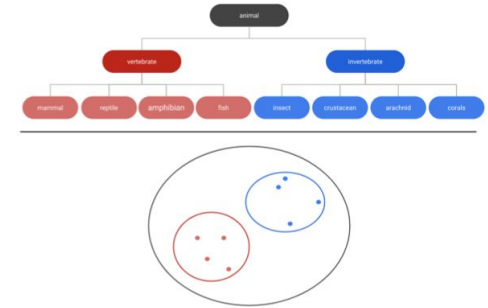 animal
vertebrate invertebrate
mammal reptile amphibian fish insect crustacean arachnid corals